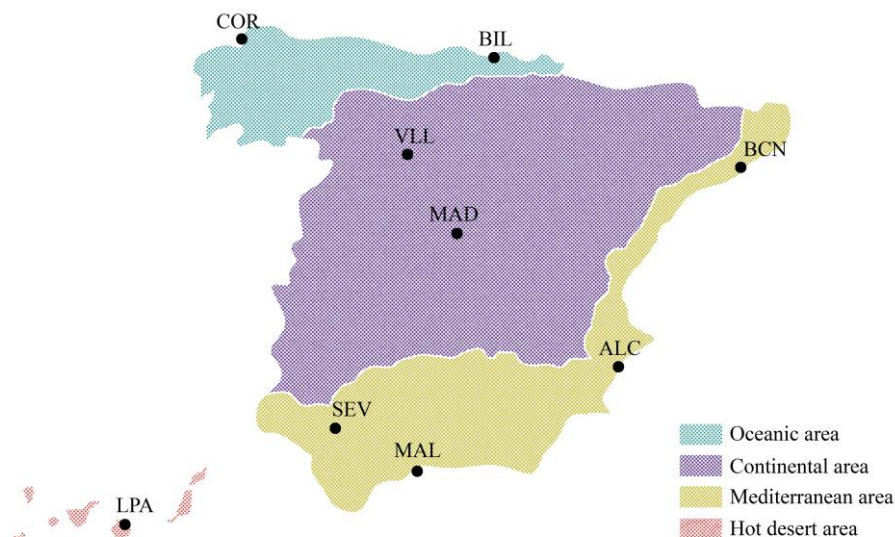 COR
BIL
VLL
BCN
MAD
ALC
SEV
MAL
LPA
Oceanic area
Continental area
Mediterranean area
Hot desert area